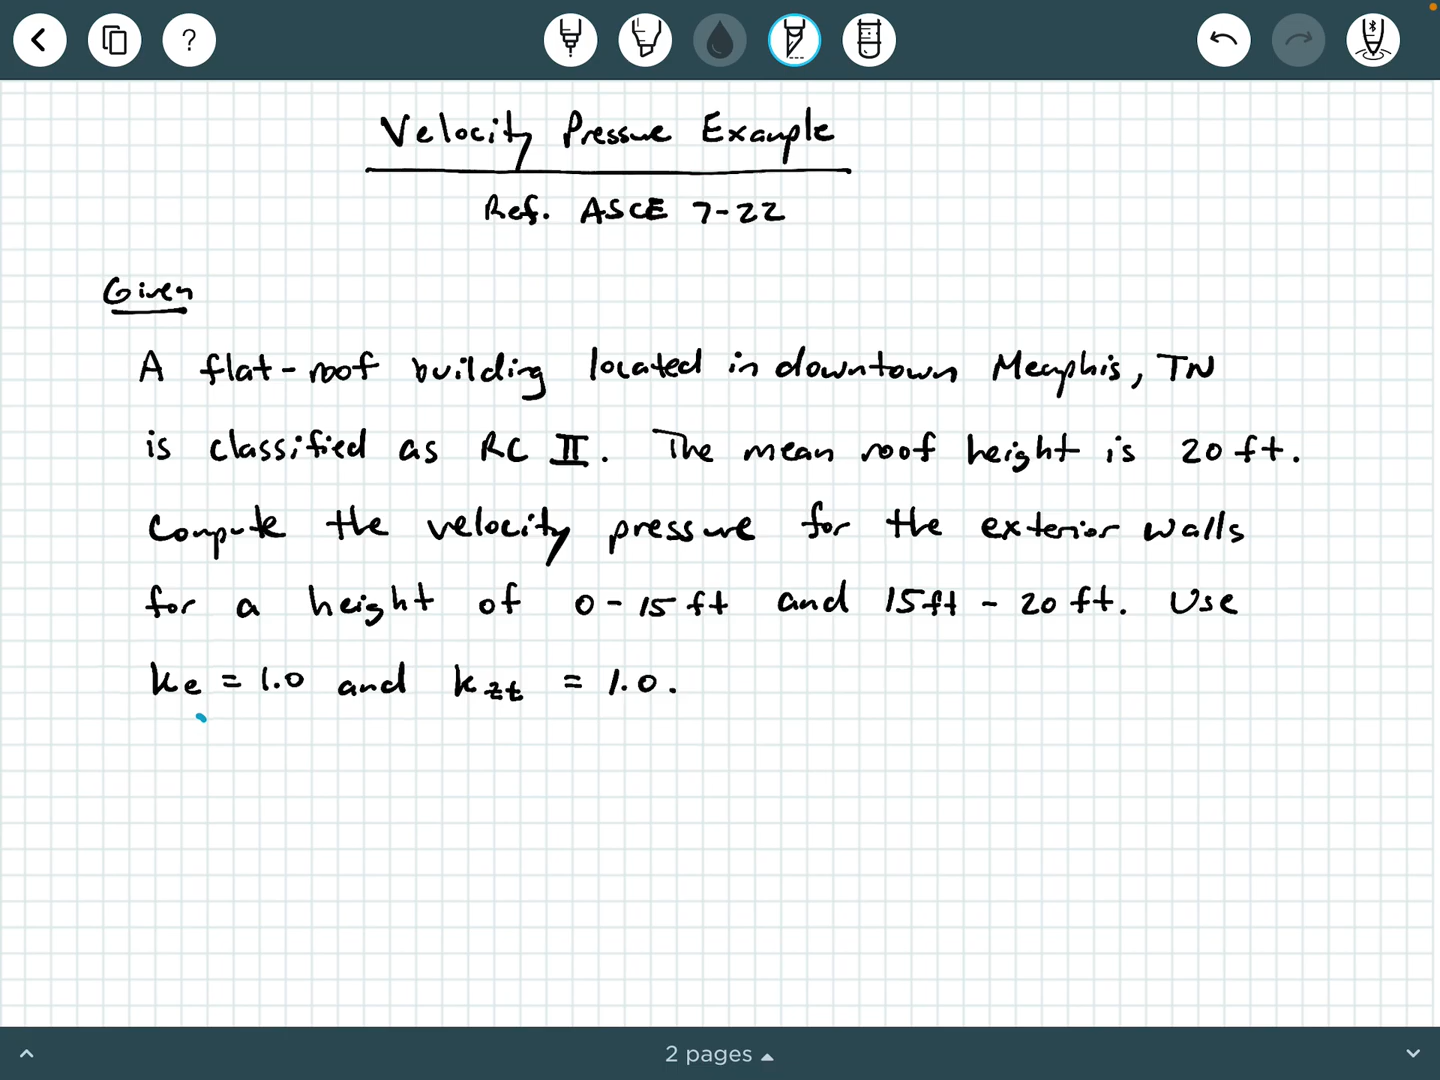 ?
Velocity Pressure Example
Ref. ASCE 7-22
Given
A flat-roof building located in downtown Memphis, TN
is classified as RC II. The mean roof height is 20 ft.
Compute the velocity pressure for the exterior walls
for a height of 0-15 ft and 15ft - 20 ft. Use
ke = 1.0 and kzt = 1.0.
2 pages